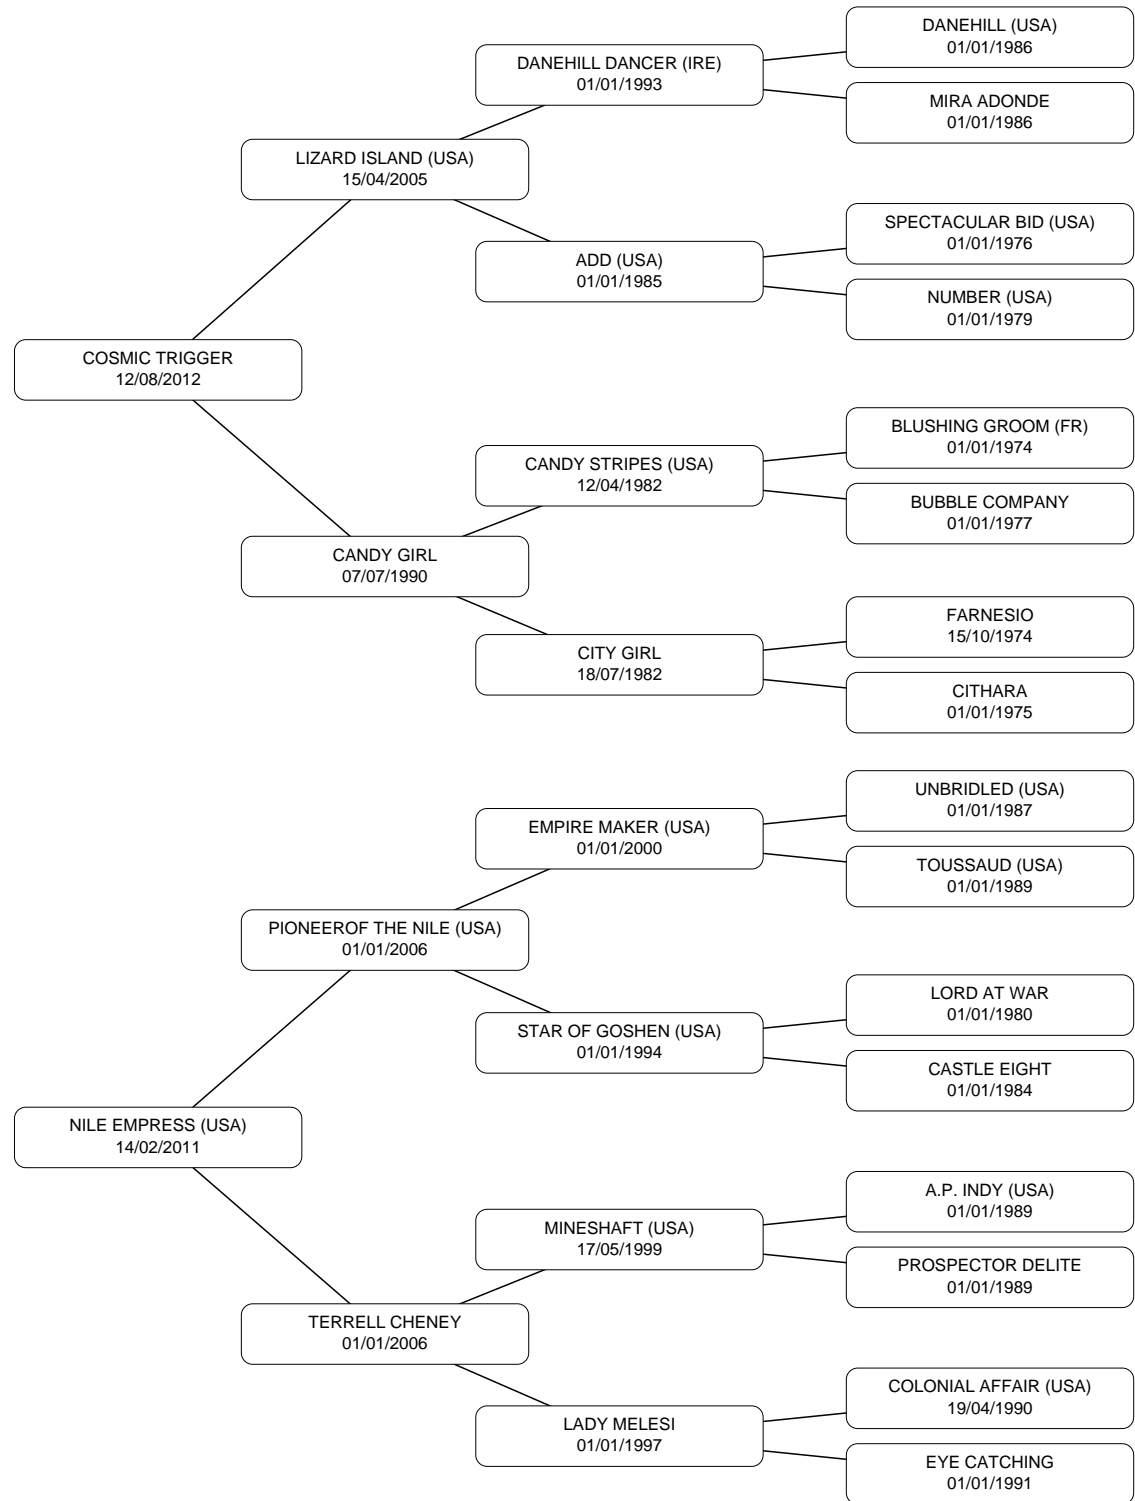 DANEHILL (USA)
01/01/1986
DANEHILL DANCER (IRE)
01/01/1993
MIRA ADONDE
01/01/1986
LIZARD ISLAND (USA)
15/04/2005
SPECTACULAR BID (USA)
01/01/1976
ADD (USA)
01/01/1985
NUMBER (USA)
01/01/1979
COSMIC TRIGGER
12/08/2012
BLUSHING GROOM (FR)
01/01/1974
CANDY STRIPES (USA)
12/04/1982
BUBBLE COMPANY
01/01/1977
CANDY GIRL
07/07/1990
FARNESIO
15/10/1974
CITY GIRL
18/07/1982
CITHARA
01/01/1975
UNBRIDLED (USA)
01/01/1987
EMPIRE MAKER (USA)
01/01/2000
TOUSSAUD (USA)
01/01/1989
PIONEEROF THE NILE (USA)
01/01/2006
LORD AT WAR
01/01/1980
STAR OF GOSHEN (USA)
01/01/1994
CASTLE EIGHT
01/01/1984
NILE EMPRESS (USA)
14/02/2011
A.P. INDY (USA)
01/01/1989
MINESHAFT (USA)
17/05/1999
PROSPECTOR DELITE
01/01/1989
TERRELL CHENEY
01/01/2006
COLONIAL AFFAIR (USA)
19/04/1990
LADY MELESI
01/01/1997
EYE CATCHING
01/01/1991